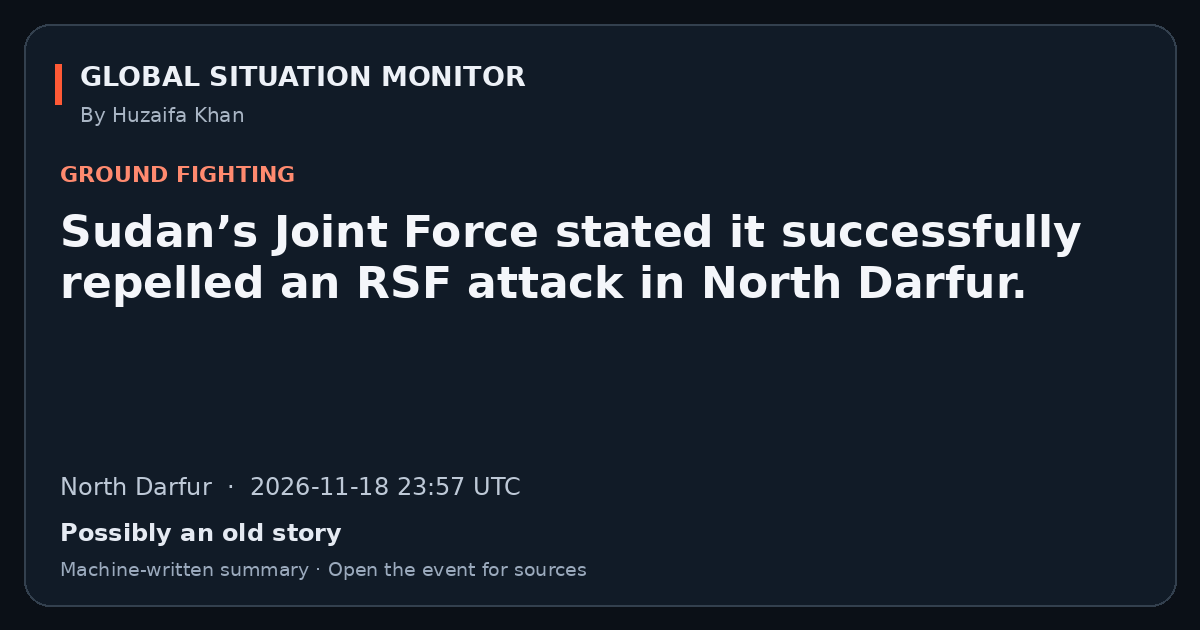 GLOBAL SITUATION MONITOR
By Huzaifa Khan
GROUND FIGHTING
Sudan’s Joint Force stated it successfully
repelled an RSF attack in North Darfur.
North Darfur · 2026-11-18 23:57 UTC
Possibly an old story
Machine-written summary · Open the event for sources